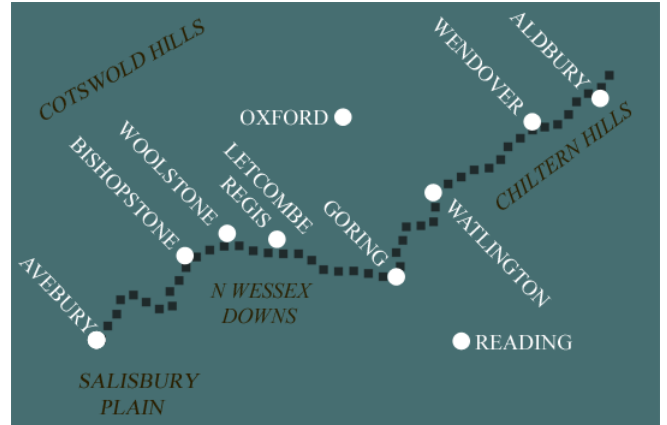 COTSWOLD HILLS
WENDOVER
ALDBURY
OXFORD
CHILTERN HILLS
BISHOPSTONE
WOOLSTONE
LETCOMBE
REGIS
GORING
WATLINGTON
AVEBURY
N WESSEX
DOWNS
READING
SALISBURY
PLAIN